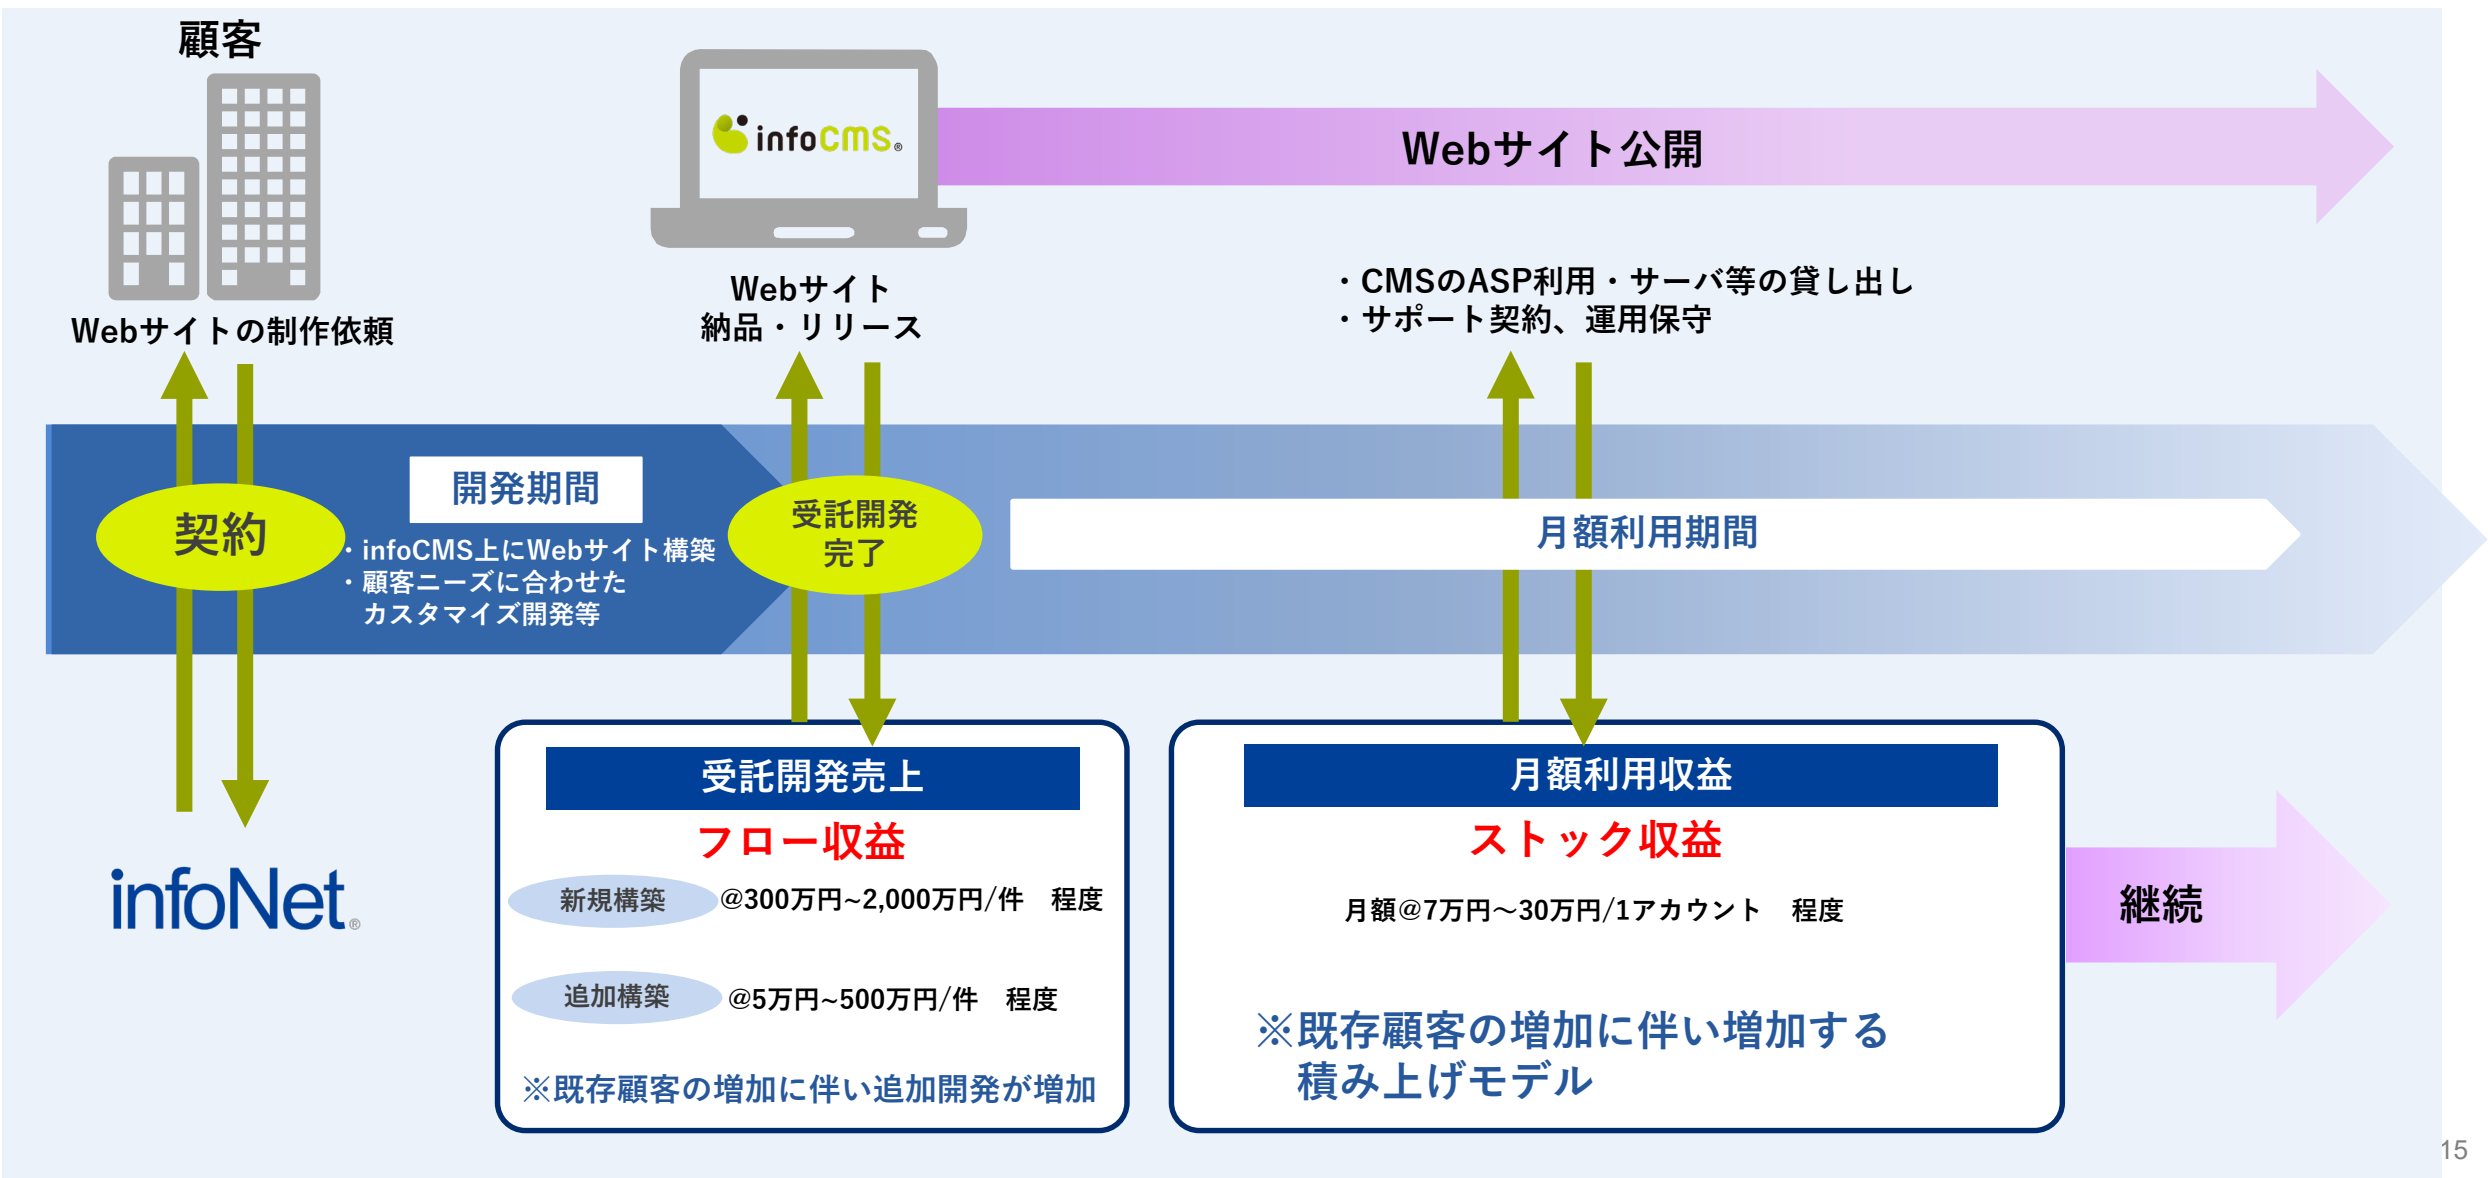 顧客
infoCMS®
Webサイト公開
Webサイトの制作依頼
Webサイト
納品・リリース
・CMSのASP利用・サーバ等の貸し出し
・サポート契約、運用保守
契約
開発期間
・infoCMS上にWebサイト構築
・顧客ニーズに合わせた
カスタマイズ開発等
受託開発
完了
月額利用期間
infoNet®
受託開発売上
フロー収益
新規構築 @300万円~2,000万円/件　程度
追加構築 @5万円~500万円/件　程度
※既存顧客の増加に伴い追加開発が増加
月額利用収益
ストック収益
月額@7万円～30万円/1アカウント　程度
※既存顧客の増加に伴い増加する
積み上げモデル
継続
15